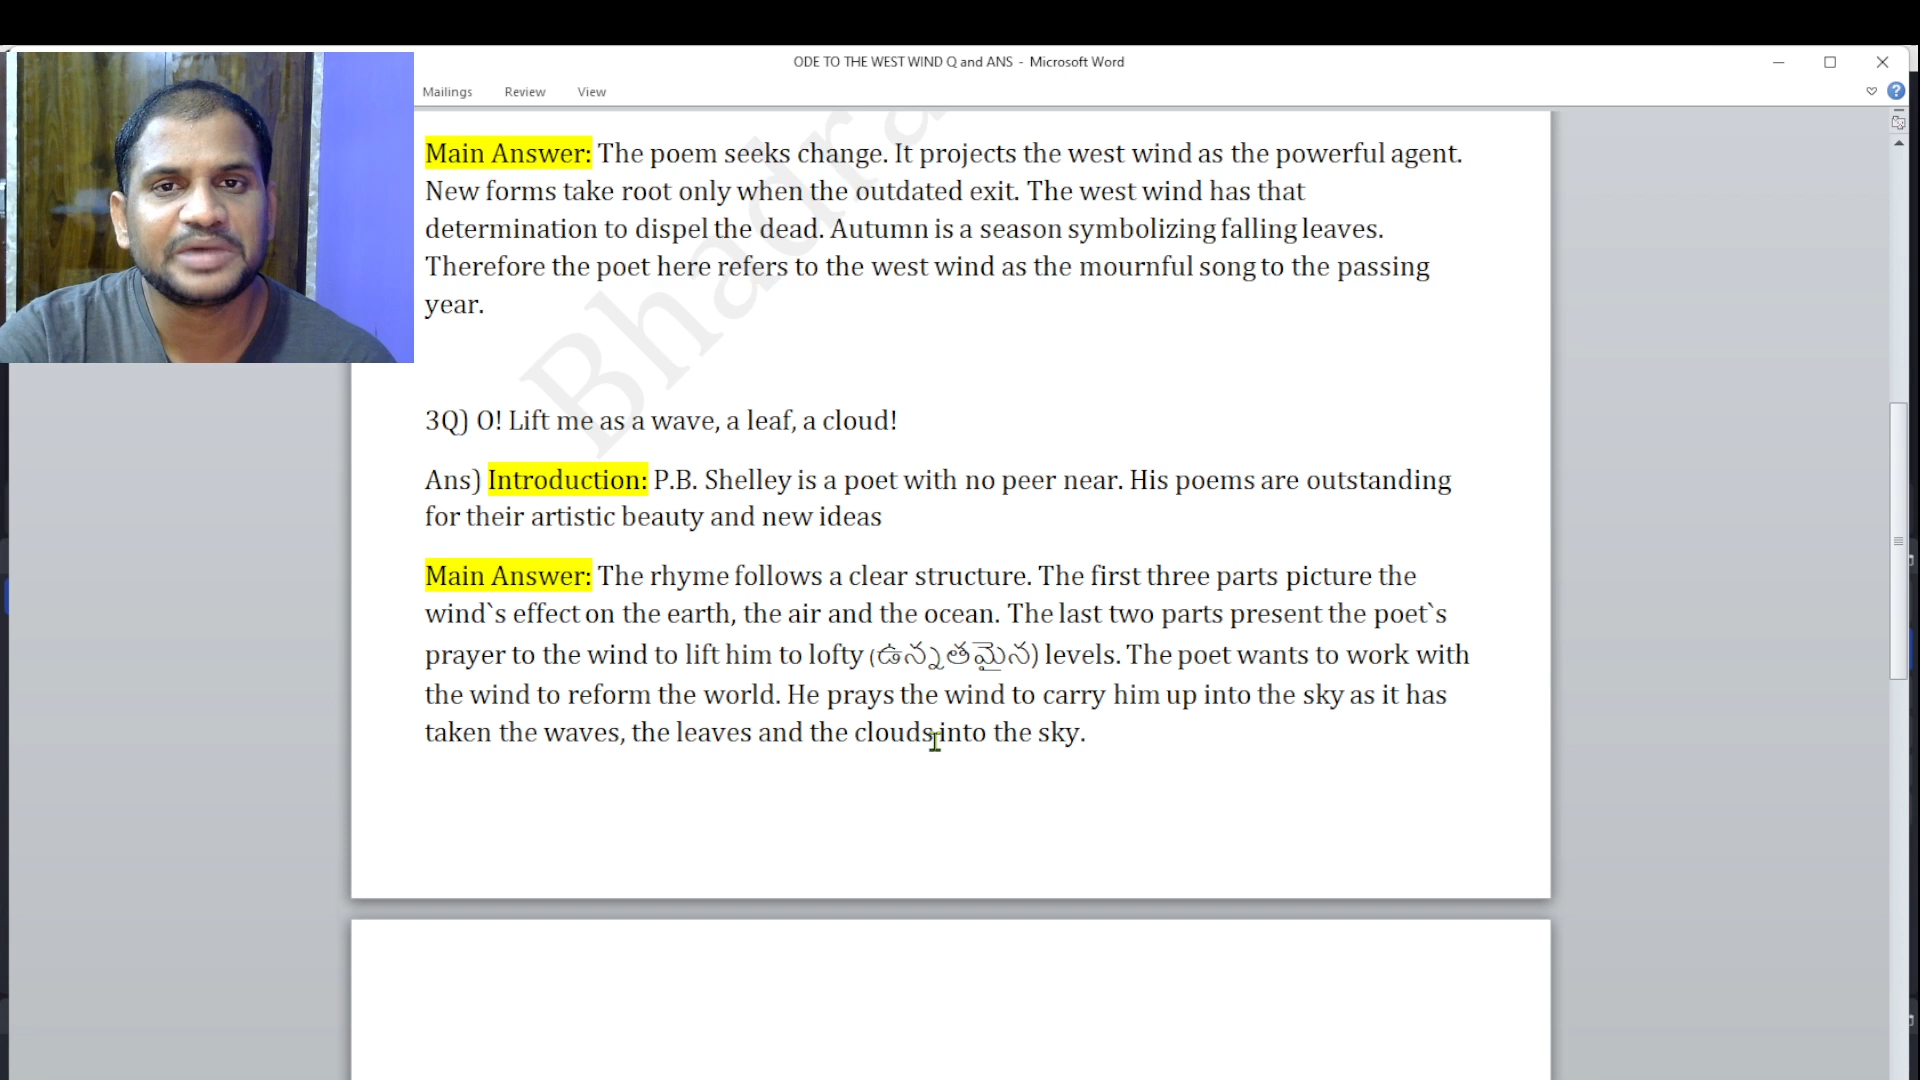 ODE TO THE WEST WIND Q and ANS - Microsoft Word
Mailings Review View
Bhadra
Main Answer: The poem seeks change. It projects the west wind as the powerful agent.
New forms take root only when the outdated exit. The west wind has that
determination to dispel the dead. Autumn is a season symbolizing falling leaves.
Therefore the poet here refers to the west wind as the mournful song to the passing
year.
3Q) O! Lift me as a wave, a leaf, a cloud!
Ans) Introduction: P.B. Shelley is a poet with no peer near. His poems are outstanding
for their artistic beauty and new ideas
Main Answer: The rhyme follows a clear structure. The first three parts picture the
wind`s effect on the earth, the air and the ocean. The last two parts present the poet`s
prayer to the wind to lift him to lofty (ఉన్నతమైన) levels. The poet wants to work with
the wind to reform the world. He prays the wind to carry him up into the sky as it has
taken the waves, the leaves and the clouds into the sky.